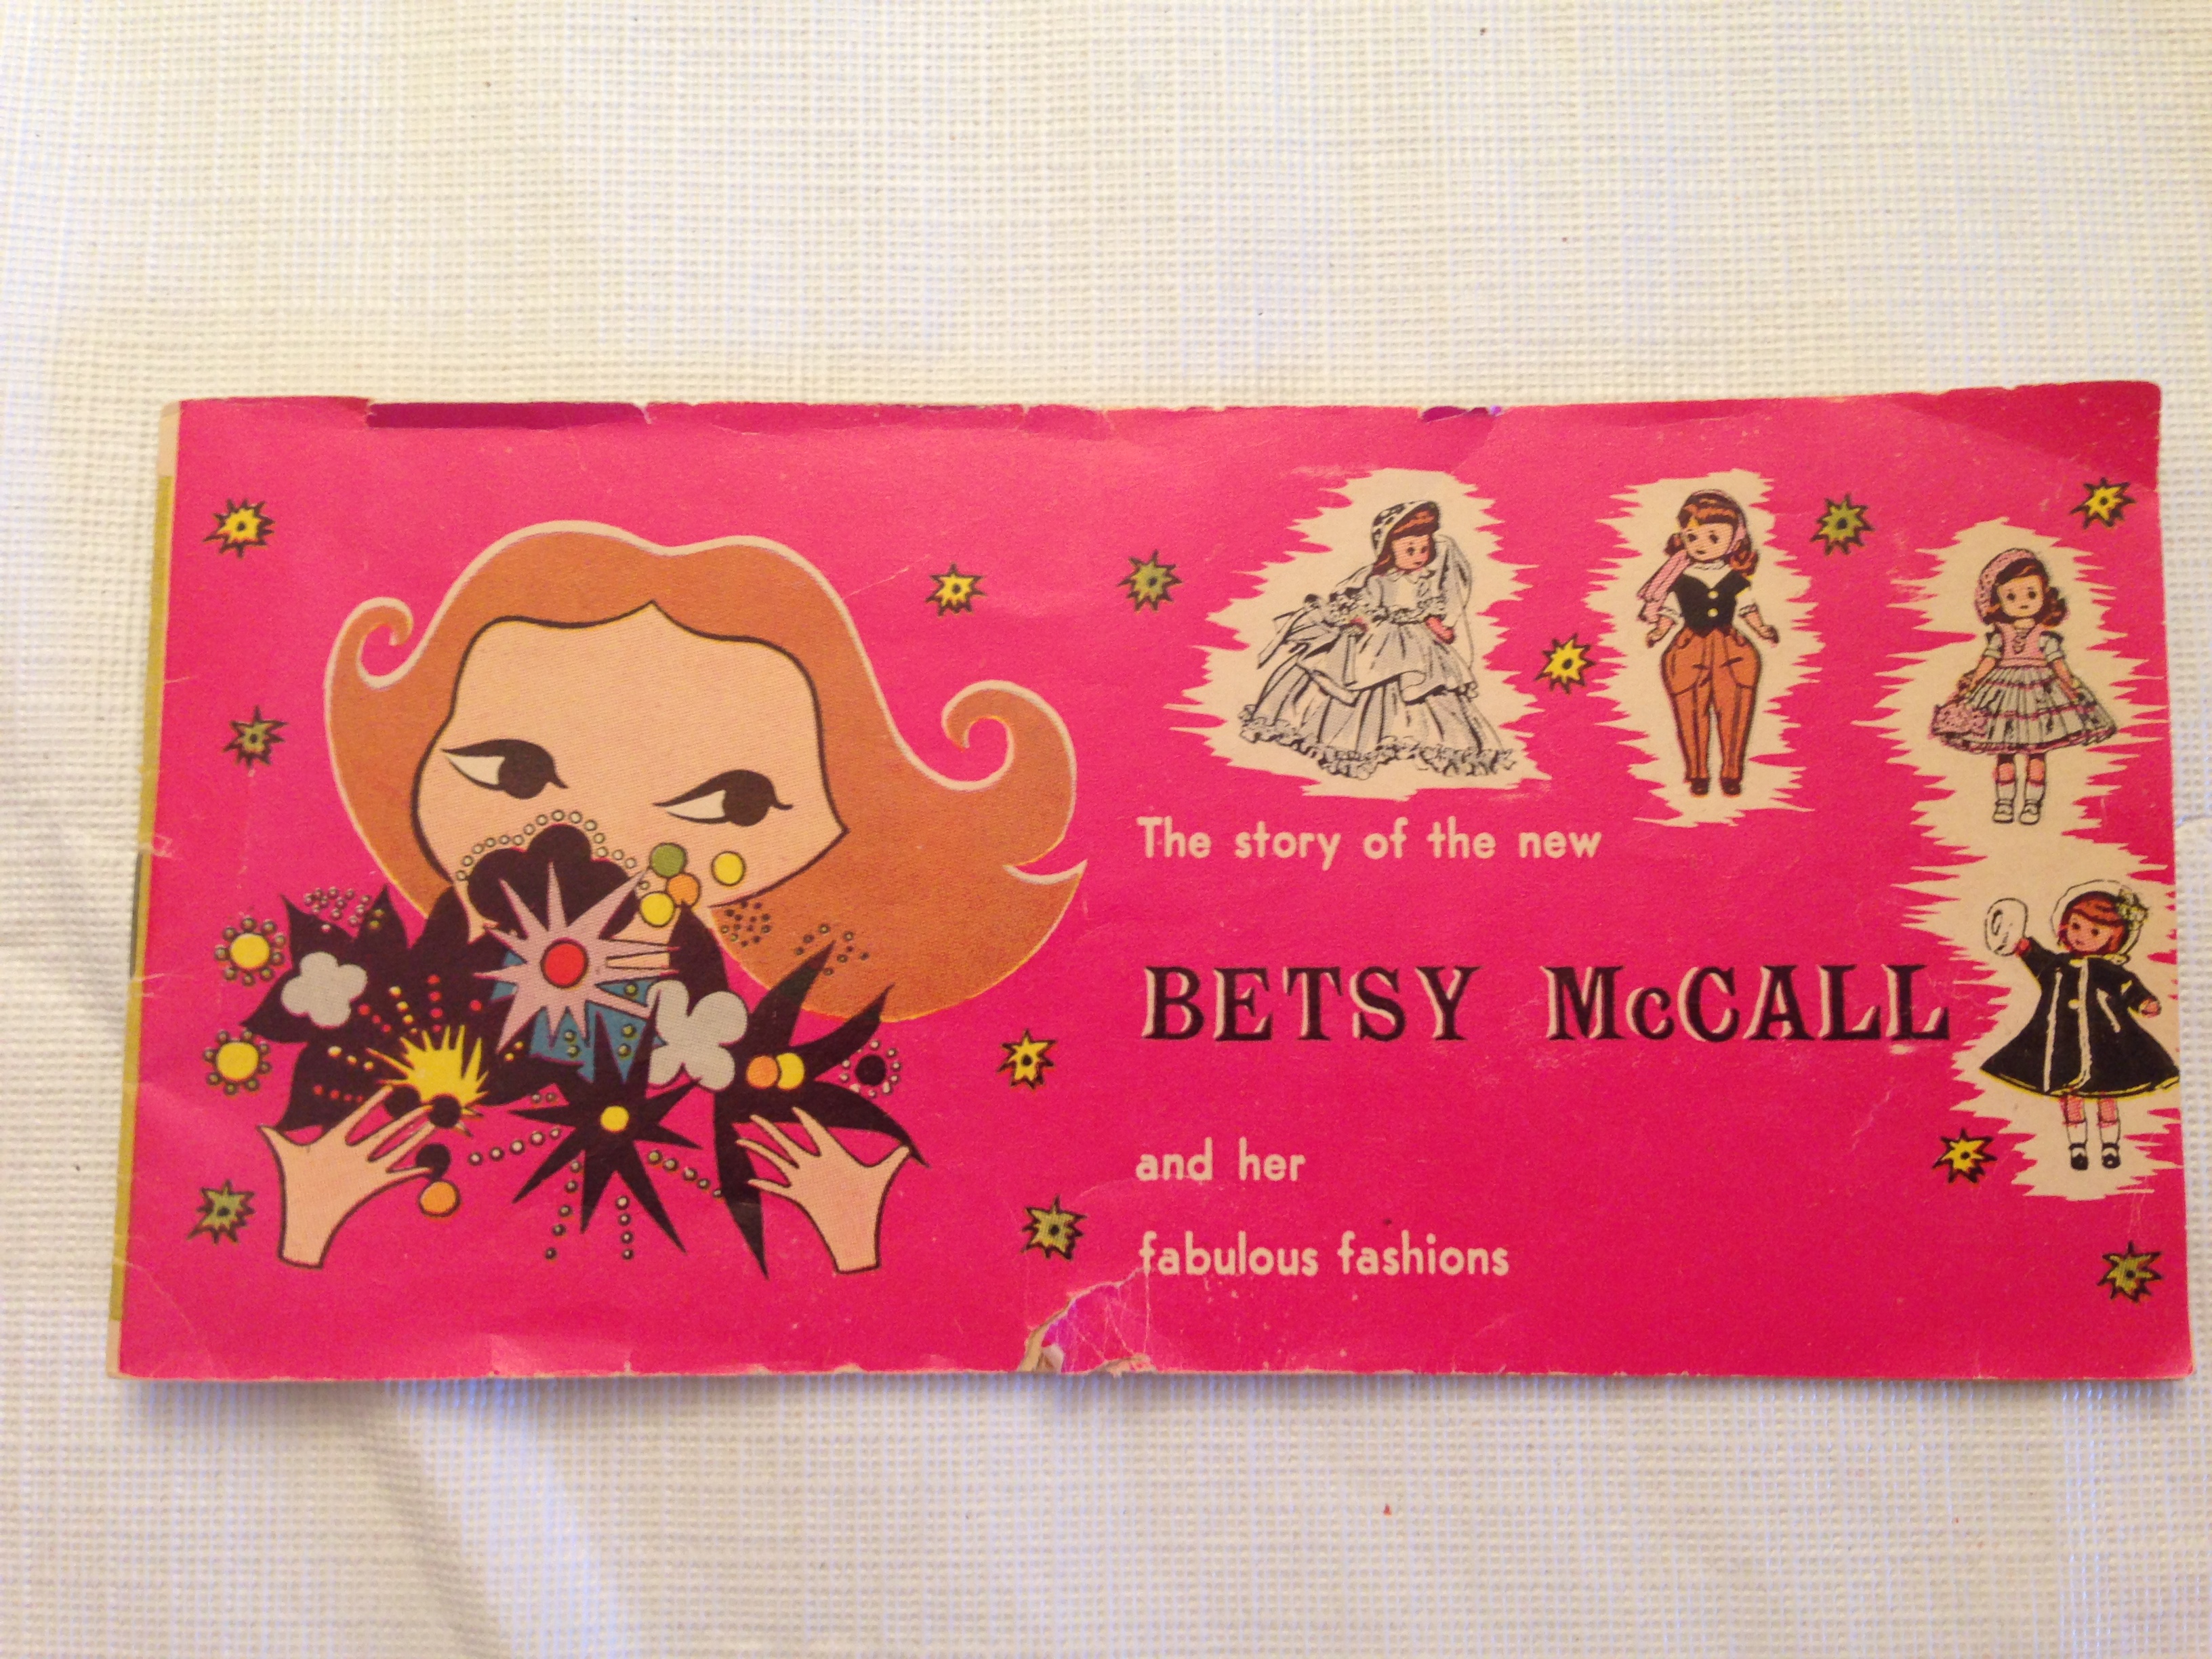 The story of the new
BETSY McCALL
and her
fabulous fashions